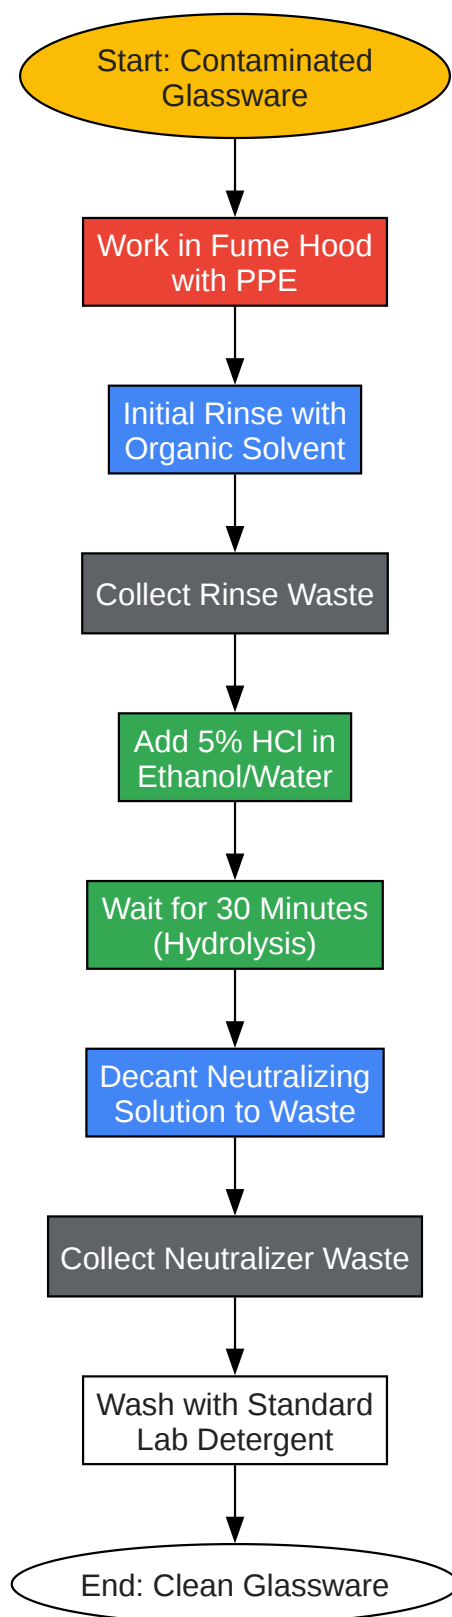 Start: Contaminated
Glassware
Work in Fume Hood
with PPE
Initial Rinse with
Organic Solvent
Collect Rinse Waste
Add 5% HCl in
Ethanol/Water
Wait for 30 Minutes
(Hydrolysis)
Decant Neutralizing
Solution to Waste
Collect Neutralizer Waste
Wash with Standard
Lab Detergent
End: Clean Glassware